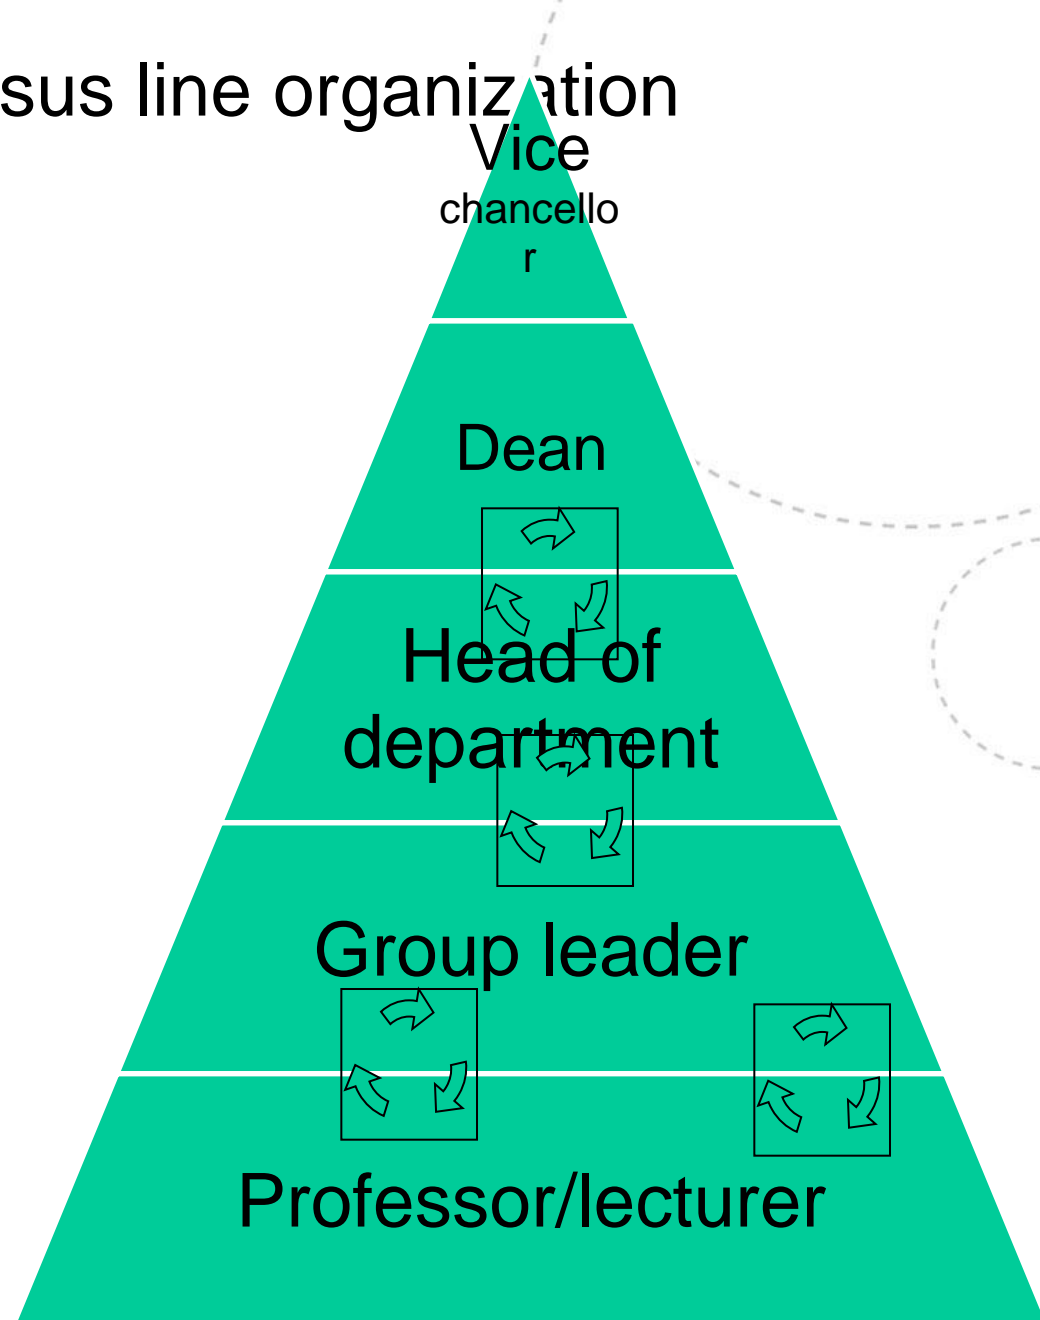 sus line organization
Vice
chancello
r
Dean
Head of
department
Group leader
Professor/lecturer